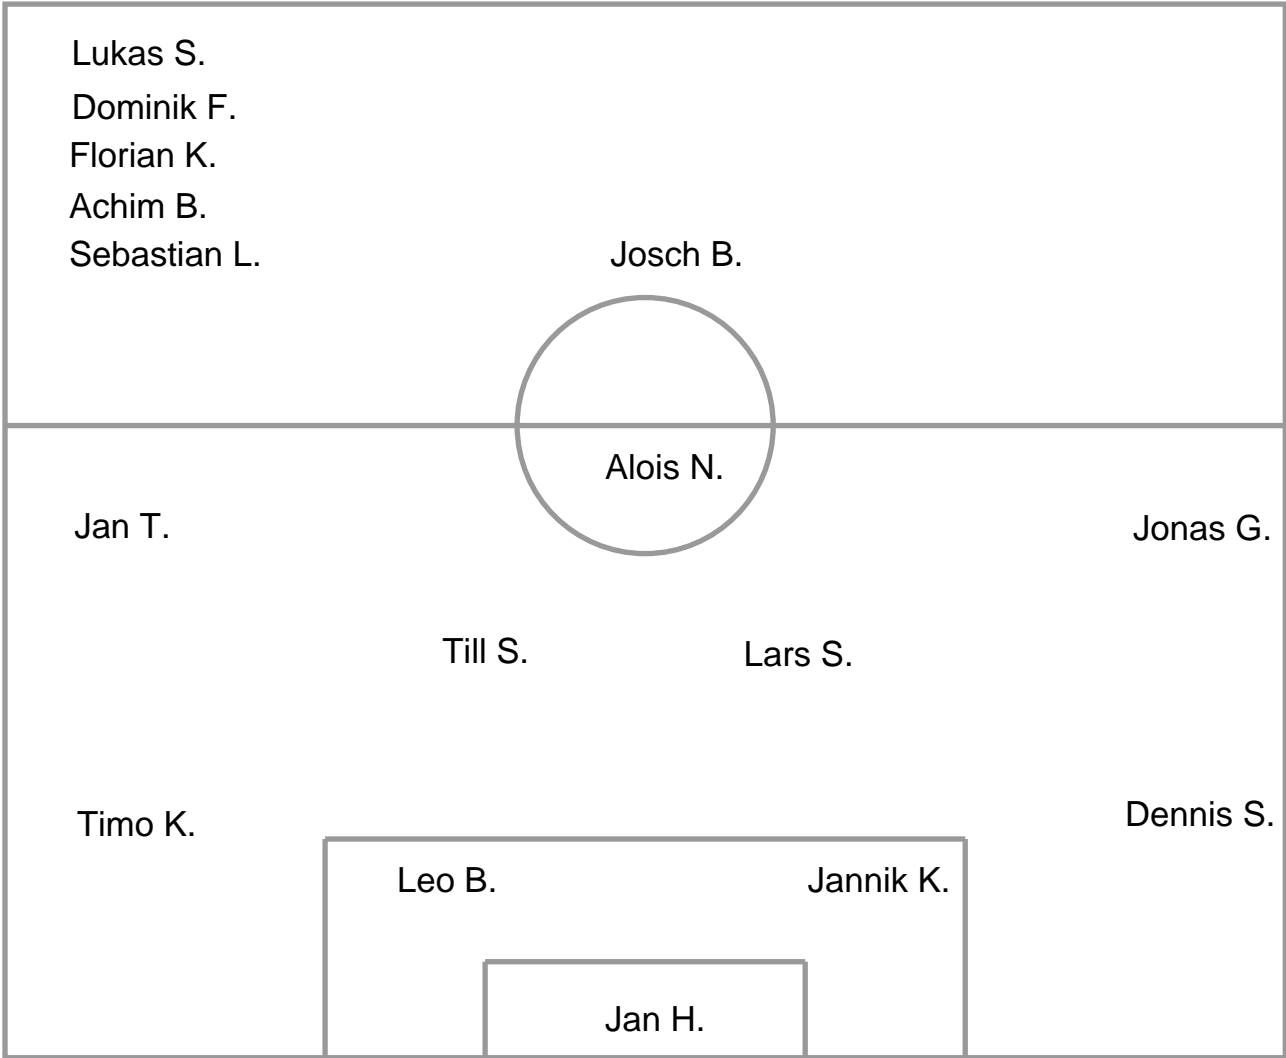 Lukas S.
Dominik F.
Florian K.
Achim B.
Sebastian L.
Josch B.
Alois N.
Jan T.
Jonas G.
Till S.
Lars S.
Timo K.
Dennis S.
Leo B.
Jannik K.
Jan H.